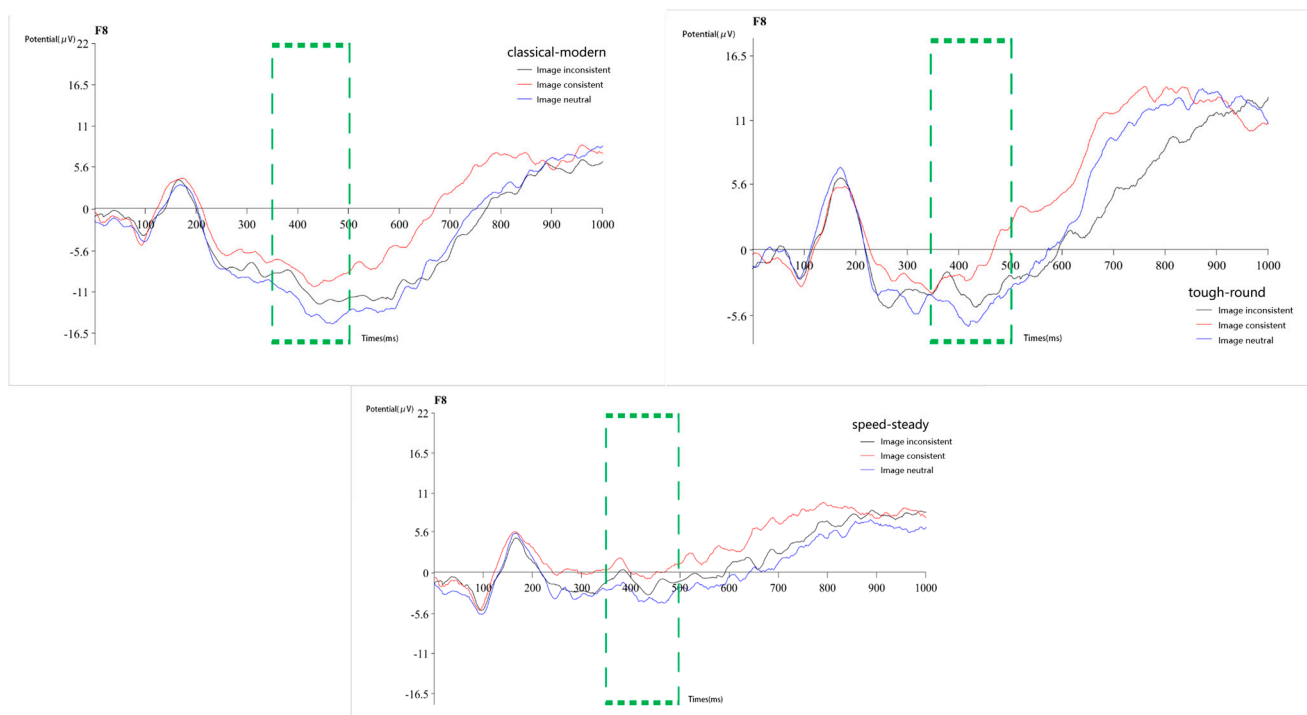 F8
Potential(μV)
22
16.5
11
5.6
0
-5.6
-11
-16.5
100 200 300 400 500 600 700 800 900 1000
Times(ms)
classical-modern
Image inconsistent
Image consistent
Image neutral
F8
Potential(μV)
16.5
11
5.6
0
-5.6
100 200 300 400 500 600 700 800 900 1000
Times(ms)
tough-round
Image inconsistent
Image consistent
Image neutral
F8
Potential(μV)
22
16.5
11
5.6
0
-5.6
-11
-16.5
100 200 300 400 500 600 700 800 900 1000
Times(ms)
speed-steady
Image inconsistent
Image consistent
Image neutral